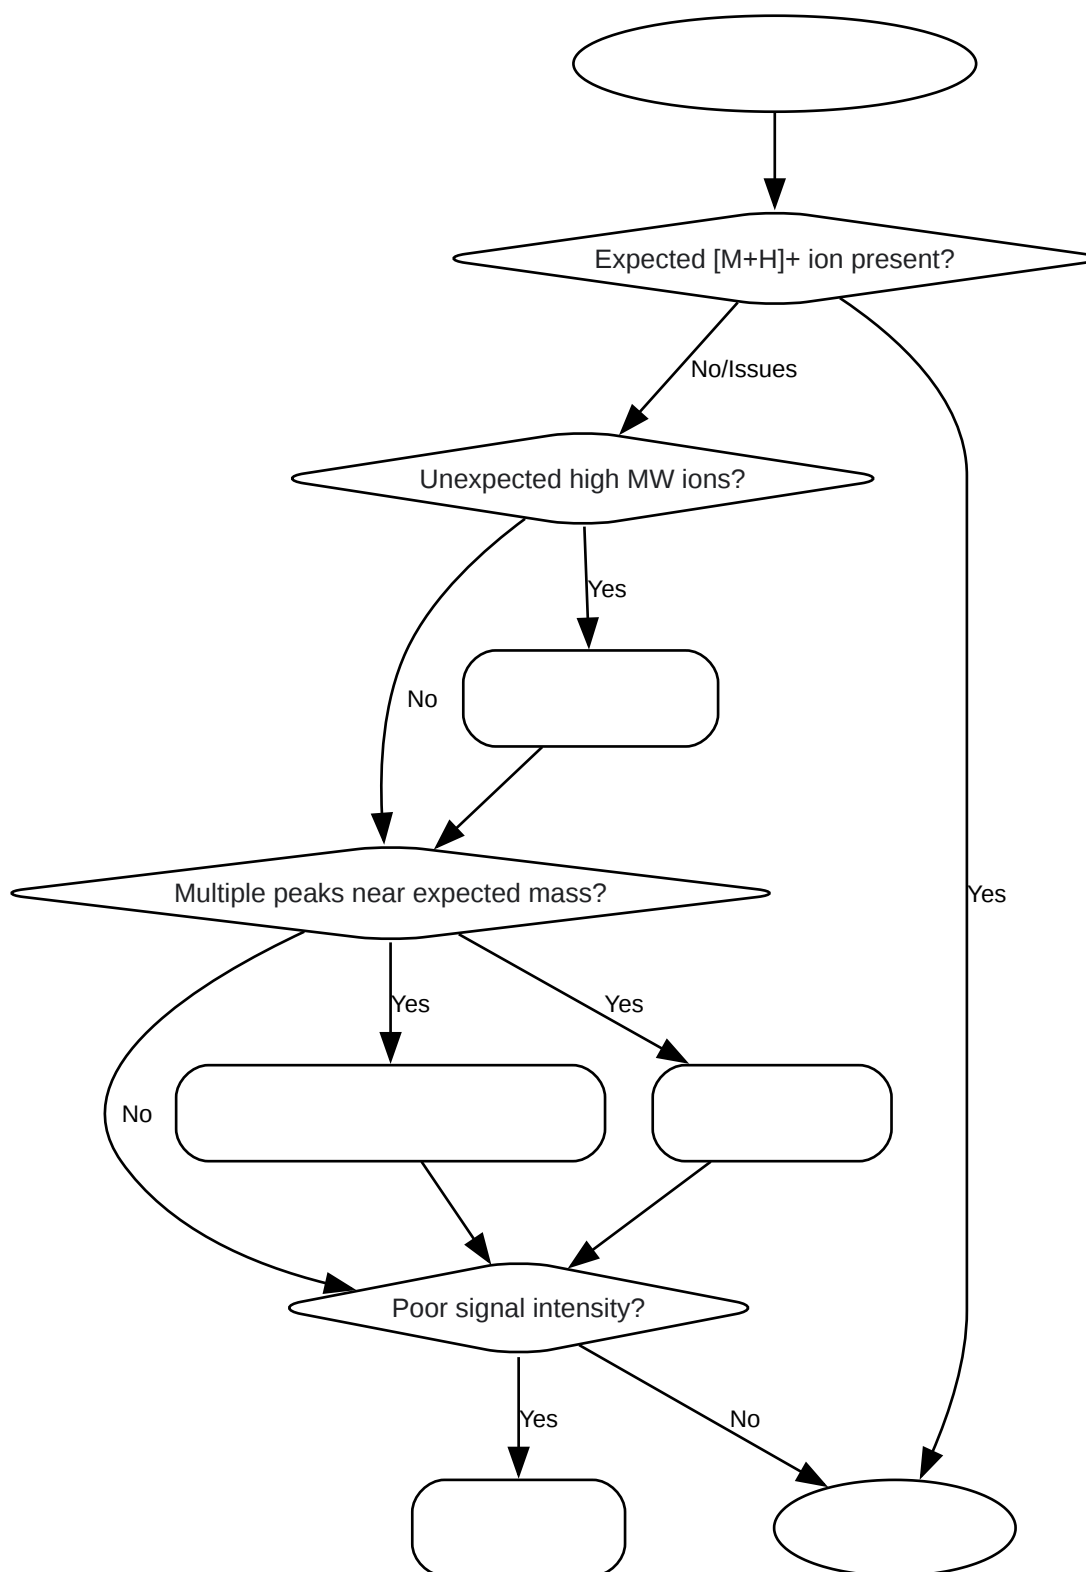 Expected [M+H]+ ion present?
No/Issues
Unexpected high MW ions?
Yes
No
Multiple peaks near expected mass?
Yes
Yes
Yes
No
Poor signal intensity?
Yes
No